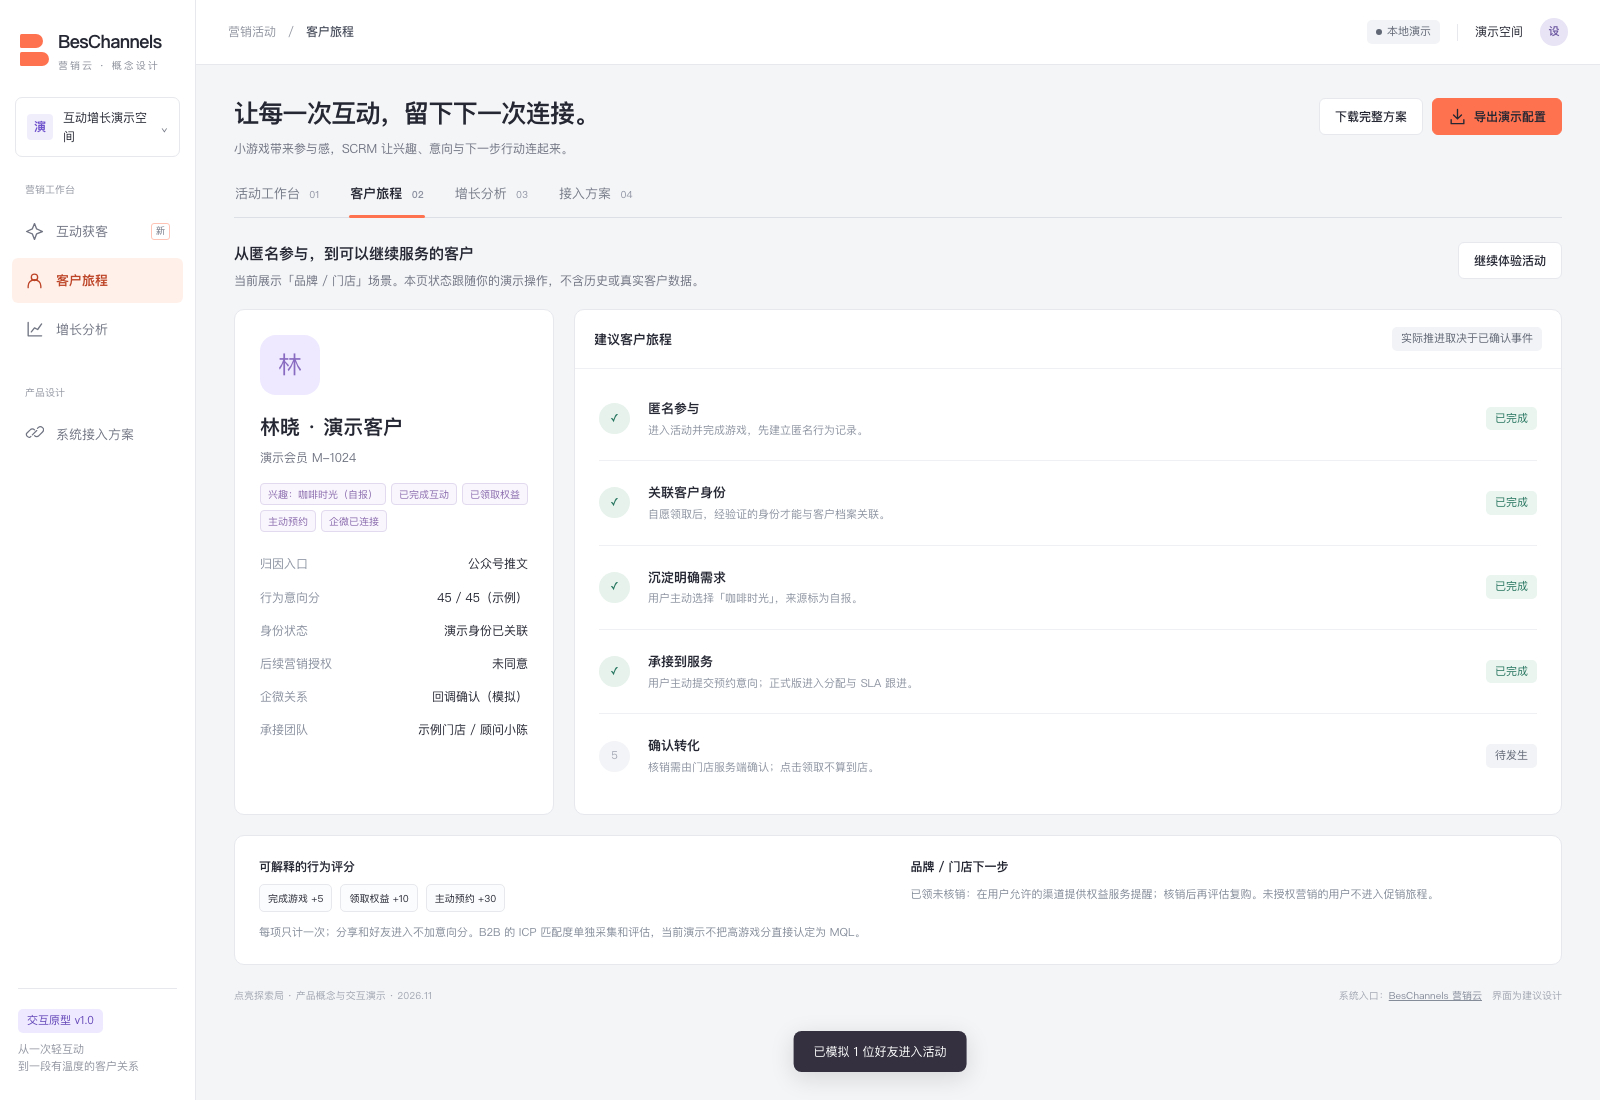 BesChannels
营销云 · 概念设计
演
互动增长演示空
间
营销工作台
互动获客
新
客户旅程
增长分析
产品设计
系统接入方案
交互原型 v1.0
从一次轻互动
到一段有温度的客户关系
营销活动 / 客户旅程
本地演示
演示空间
设
让每一次互动，留下下一次连接。
小游戏带来参与感，SCRM 让兴趣、意向与下一步行动连起来。
下载完整方案
导出演示配置
活动工作台 01
客户旅程 02
增长分析 03
接入方案 04
从匿名参与，到可以继续服务的客户
当前展示「品牌 / 门店」场景。本页状态跟随你的演示操作，不含历史或真实客户数据。
继续体验活动
林
林晓 · 演示客户
演示会员 M-1024
兴趣：咖啡时光（自报）
已完成互动
已领取权益
主动预约
企微已连接
归因入口 公众号推文
行为意向分 45 / 45（示例）
身份状态 演示身份已关联
后续营销授权 未同意
企微关系 回调确认（模拟）
承接团队 示例门店 / 顾问小陈
建议客户旅程
实际推进取决于已确认事件
✓
匿名参与
进入活动并完成游戏，先建立匿名行为记录。
已完成
✓
关联客户身份
自愿领取后，经验证的身份才能与客户档案关联。
已完成
✓
沉淀明确需求
用户主动选择「咖啡时光」，来源标为自报。
已完成
✓
承接到服务
用户主动提交预约意向；正式版进入分配与 SLA 跟进。
已完成
5
确认转化
核销需由门店服务端确认；点击领取不算到店。
待发生
可解释的行为评分
完成游戏 +5
领取权益 +10
主动预约 +30
每项只计一次；分享和好友进入不加意向分。B2B 的 ICP 匹配度单独采集和评估，当前演示不把高游戏分直接认定为 MQL。
品牌 / 门店下一步
已领未核销：在用户允许的渠道提供权益服务提醒；核销后再评估复购。未授权营销的用户不进入促销旅程。
点亮探索局 · 产品概念与交互演示 · 2026.11
系统入口：BesChannels 营销云 界面为建议设计
已模拟 1 位好友进入活动